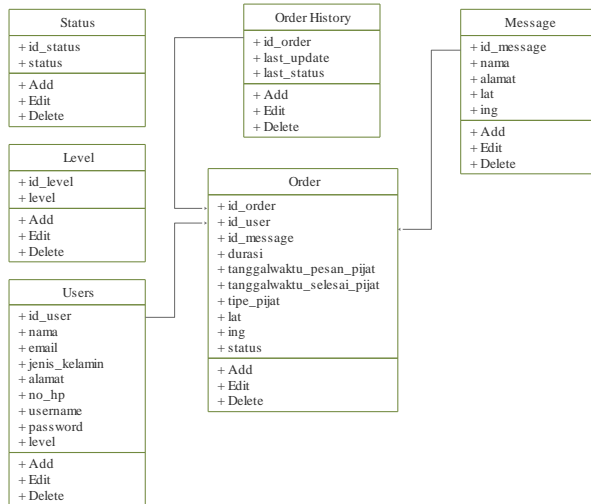 Status
+ id_status
+ status
+ Add
+ Edit
+ Delete
Order History
+ id_order
+ last_update
+ last_status
+ Add
+ Edit
+ Delete
Message
+ id_message
+ nama
+ alamat
+ lat
+ ing
+ Add
+ Edit
+ Delete
Level
+ id_level
+ level
+ Add
+ Edit
+ Delete
Order
+ id_order
+ id_user
+ id_message
+ durasi
+ tanggalwaktu_pesan_pijat
+ tanggalwaktu_selesai_pijat
+ tipe_pijat
+ lat
+ ing
+ status
+ Add
+ Edit
+ Delete
Users
+ id_user
+ nama
+ email
+ jenis_kelamin
+ alamat
+ no_hp
+ username
+ password
+ level
+ Add
+ Edit
+ Delete